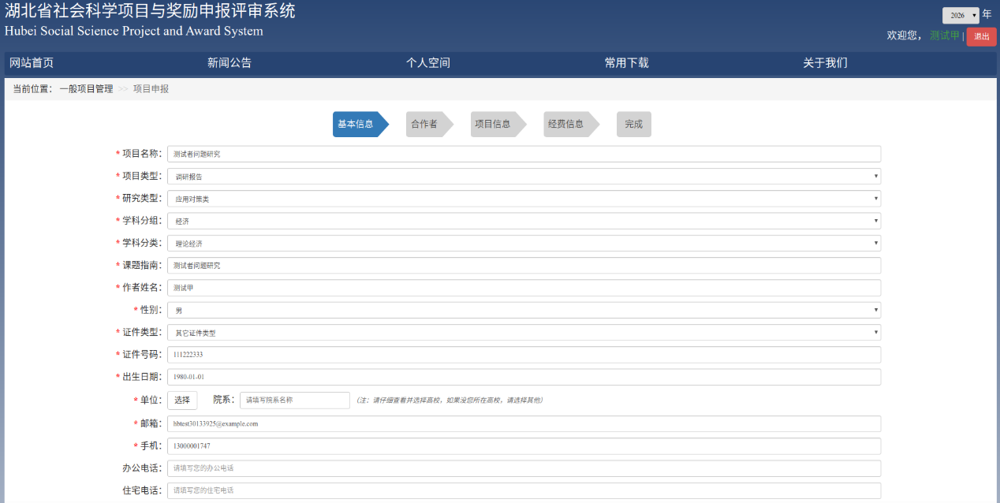 湖北省社会科学项目与奖励申报评审系统
Hubei Social Science Project and Award System
2026 年
欢迎您， 测试甲 | 退出
网站首页 新闻公告 个人空间 常用下载 关于我们
当前位置： 一般项目管理 >> 项目申报
基本信息 合作者 项目信息 经费信息 完成
* 项目名称： 测试者问题研究
* 项目类型： 调研报告
* 研究类型： 应用对策类
* 学科分组： 经济
* 学科分类： 理论经济
* 课题指南： 测试者问题研究
* 作者姓名： 测试甲
* 性别： 男
* 证件类型： 其它证件类型
* 证件号码： 111222333
* 出生日期： 1980-01-01
* 单位： 选择 院系： 请填写院系名称 （注：请仔细查看并选择高校，如果没您所在高校，请选择其他）
* 邮箱： hbtest30133925@example.com
* 手机： 13000001747
办公电话： 请填写您的办公电话
住宅电话： 请填写您的住宅电话